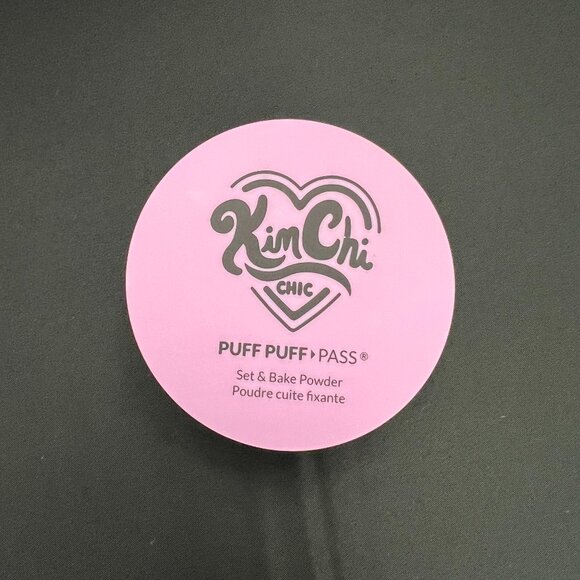 KimChi
CHIC
PUFF PUFF▸PASS®
Set & Bake Powder
Poudre cuite fixante